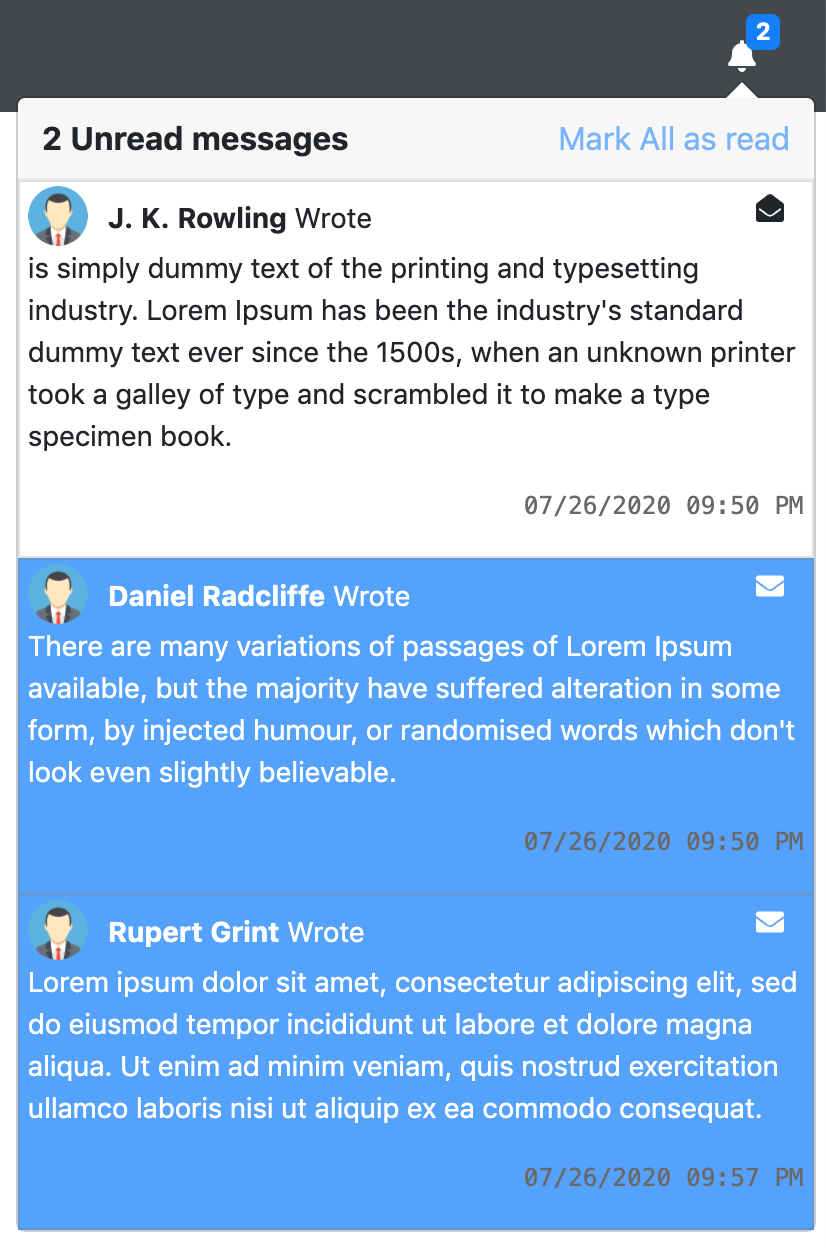 2
2 Unread messages Mark All as read
J. K. Rowling Wrote
is simply dummy text of the printing and typesetting
industry. Lorem Ipsum has been the industry's standard
dummy text ever since the 1500s, when an unknown printer
took a galley of type and scrambled it to make a type
specimen book.
07/26/2020 09:50 PM
Daniel Radcliffe Wrote
There are many variations of passages of Lorem Ipsum
available, but the majority have suffered alteration in some
form, by injected humour, or randomised words which don't
look even slightly believable.
07/26/2020 09:50 PM
Rupert Grint Wrote
Lorem ipsum dolor sit amet, consectetur adipiscing elit, sed
do eiusmod tempor incididunt ut labore et dolore magna
aliqua. Ut enim ad minim veniam, quis nostrud exercitation
ullamco laboris nisi ut aliquip ex ea commodo consequat.
07/26/2020 09:57 PM